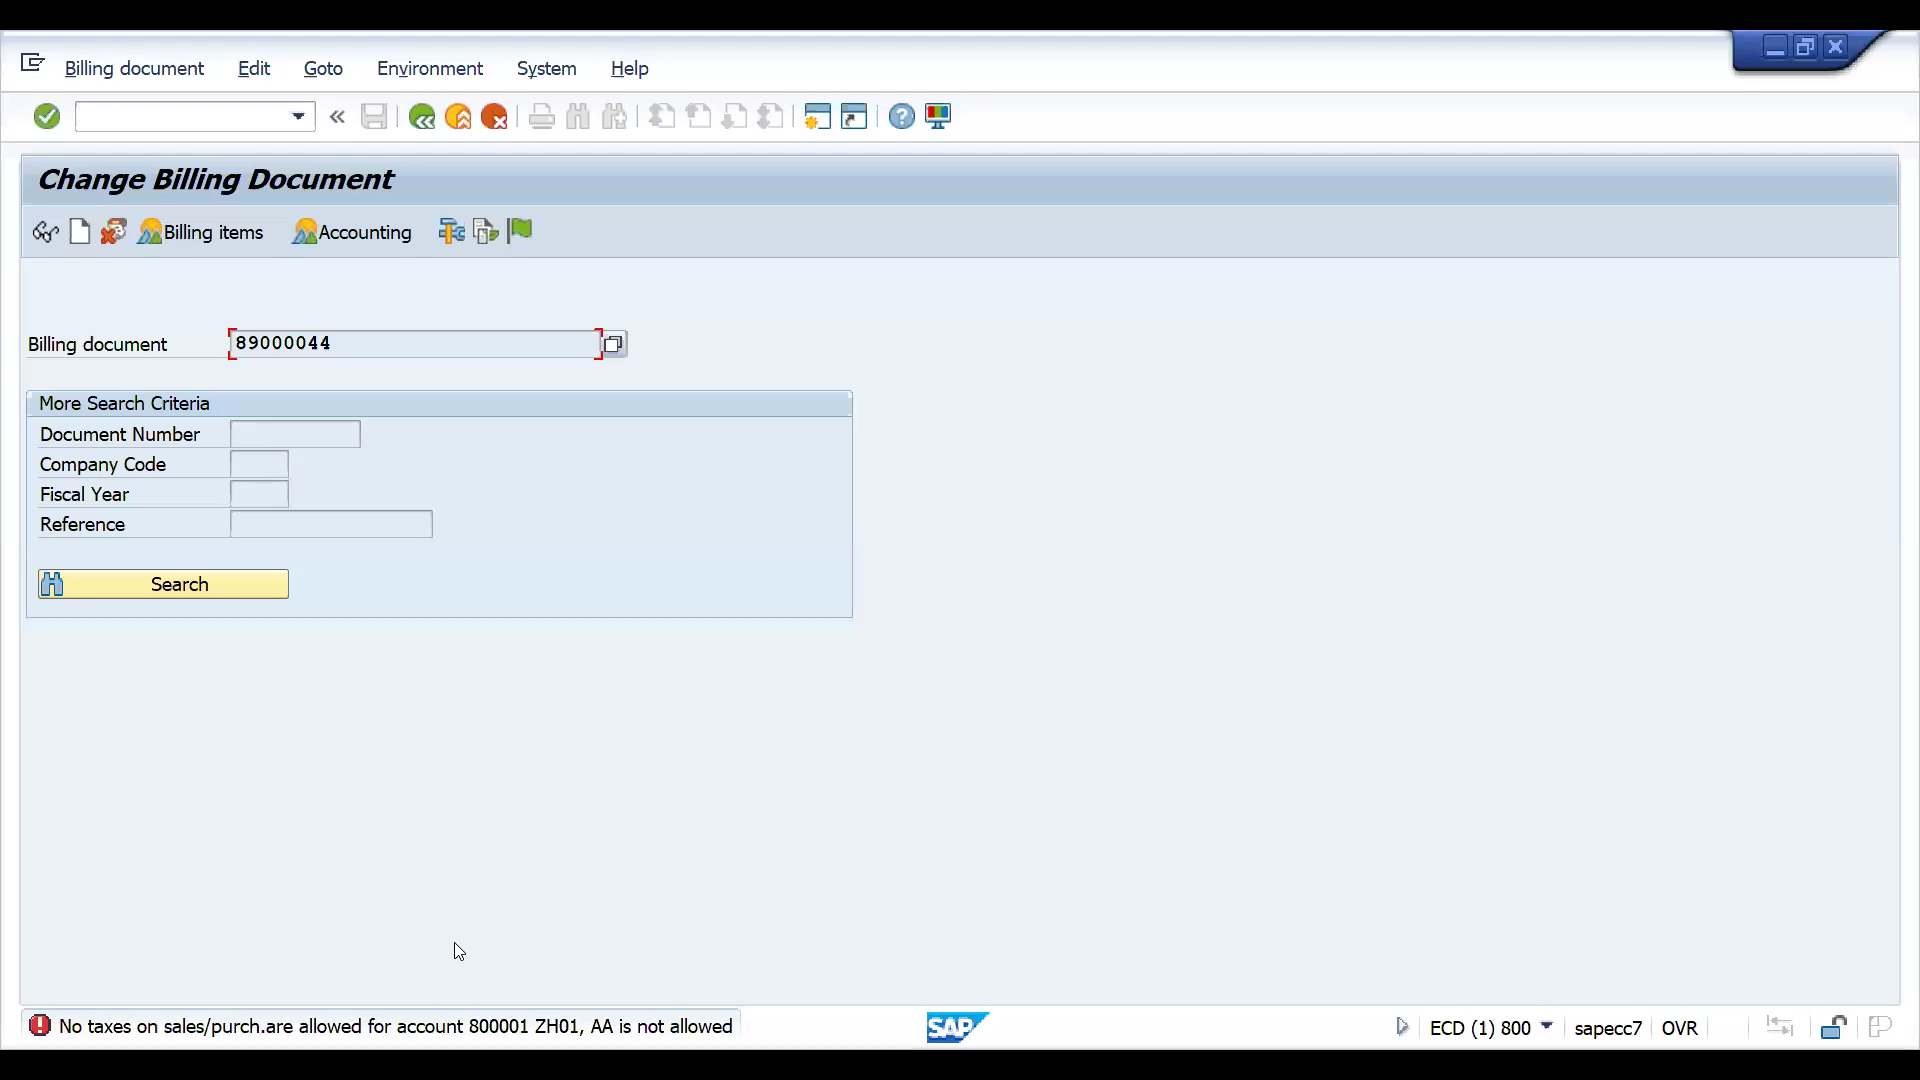 Billing document Edit Goto Environment System Help
Change Billing Document
Billing items Accounting
Billing document 89000044
More Search Criteria
Document Number
Company Code
Fiscal Year
Reference
Search
No taxes on sales/purch.are allowed for account 800001 ZH01, AA is not allowed
SAP
ECD (1) 800 sapecc7 OVR